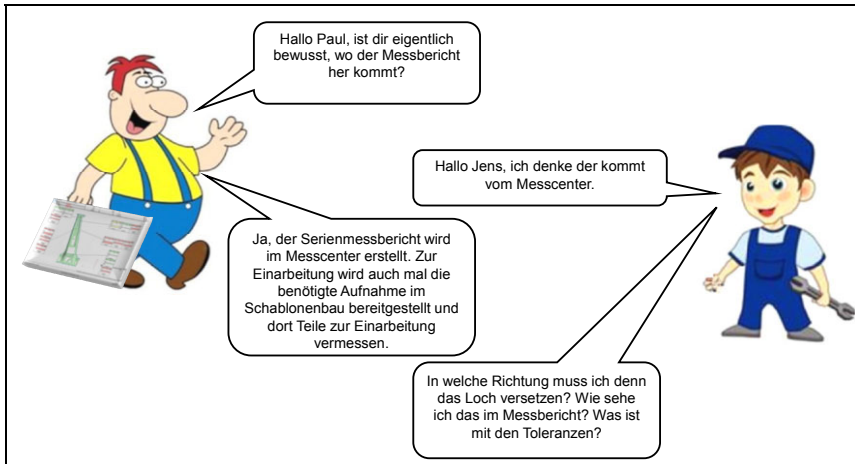 Hallo Paul, ist dir eigentlich
bewusst, wo der Messbericht
her kommt?
Hallo Jens, ich denke der kommt
vom Messcenter.
Ja, der Serienmessbericht wird
im Messcenter erstellt. Zur
Einarbeitung wird auch mal die
benötigte Aufnahme im
Schablonenbau bereitgestellt und
dort Teile zur Einarbeitung
vermessen.
In welche Richtung muss ich denn
das Loch versetzen? Wie sehe
ich das im Messbericht? Was ist
mit den Toleranzen?